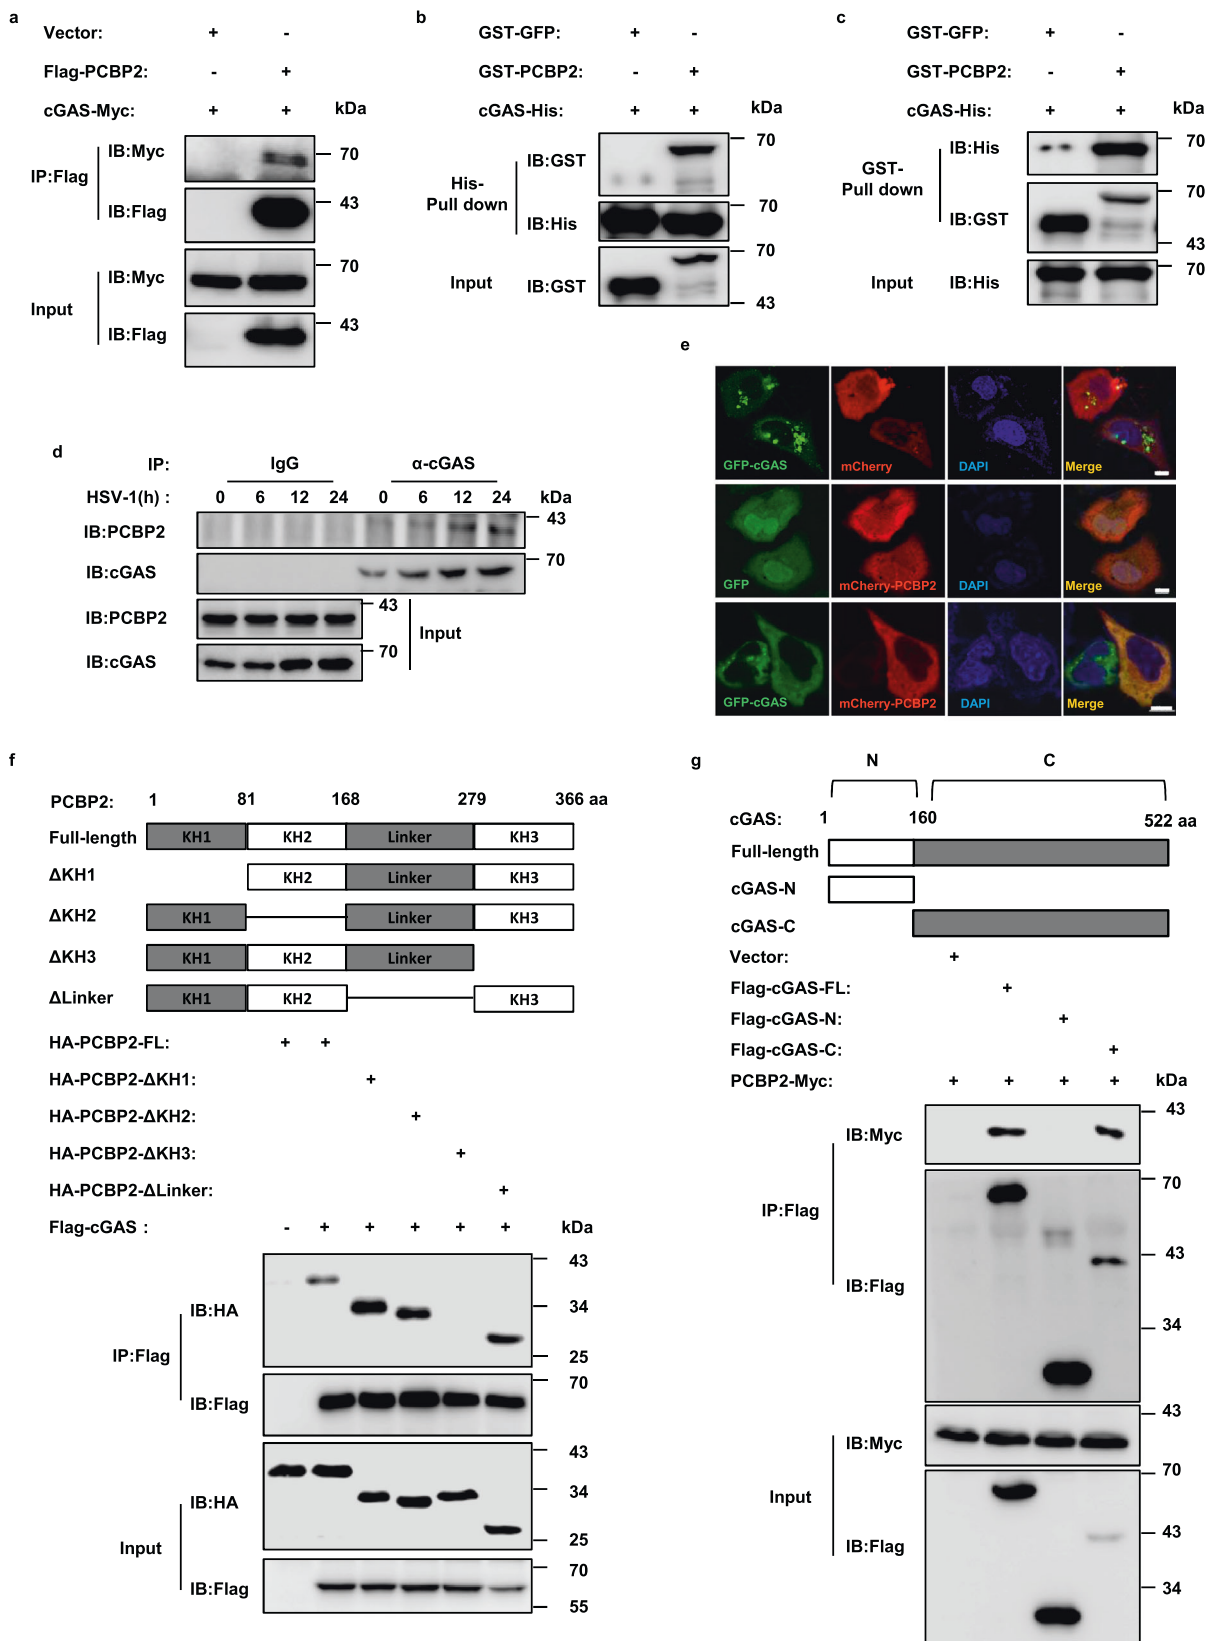 a
Vector: + -
Flag-PCBP2: - +
cGAS-Myc: + + kDa
IP:Flag
IB:Myc 70
IB:Flag 43
Input
IB:Myc 70
IB:Flag 43
b
GST-GFP: + -
GST-PCBP2: - +
cGAS-His: + + kDa
His-
Pull down
IB:GST 70
IB:His 70
Input IB:GST 70
43
c
GST-GFP: + -
GST-PCBP2: - +
cGAS-His: + + kDa
GST-
Pull down
IB:His 70
IB:GST 70
43
Input IB:His 70
d
IP: IgG α-cGAS
HSV-1(h) : 0 6 12 24 0 6 12 24 kDa
IB:PCBP2 43
IB:cGAS 70
IB:PCBP2 43
Input
IB:cGAS 70
e
GFP-cGAS mCherry DAPI Merge
GFP mCherry-PCBP2 DAPI Merge
GFP-cGAS mCherry-PCBP2 DAPI Merge
f
PCBP2: 1 81 168 279 366 aa
Full-length KH1 KH2 Linker KH3
ΔKH1 KH2 Linker KH3
ΔKH2 KH1 Linker KH3
ΔKH3 KH1 KH2 Linker
ΔLinker KH1 KH2 KH3
HA-PCBP2-FL: + +
HA-PCBP2-ΔKH1: +
HA-PCBP2-ΔKH2: +
HA-PCBP2-ΔKH3: +
HA-PCBP2-ΔLinker: +
Flag-cGAS : - + + + + + kDa
IP:Flag
IB:HA 43
34
25
IB:Flag 70
Input
IB:HA 43
34
25
IB:Flag 70
55
g
N C
cGAS: 1 160 522 aa
Full-length
cGAS-N
cGAS-C
Vector: +
Flag-cGAS-FL: +
Flag-cGAS-N: +
Flag-cGAS-C: +
PCBP2-Myc: + + + + kDa
IP:Flag
IB:Myc 43
IB:Flag 70
43
34
Input
IB:Myc 43
IB:Flag 70
43
34